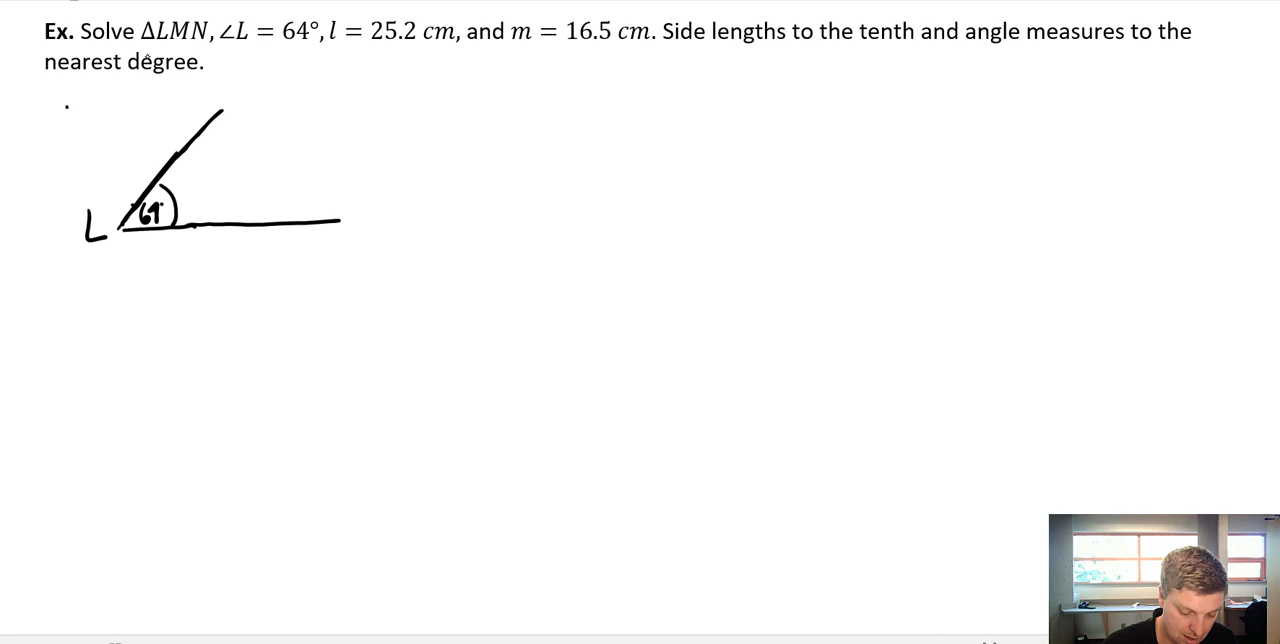 Ex. Solve ΔLMN, ∠L = 64°, l = 25.2 cm, and m = 16.5 cm. Side lengths to the tenth and angle measures to the
nearest degree.
64°
L